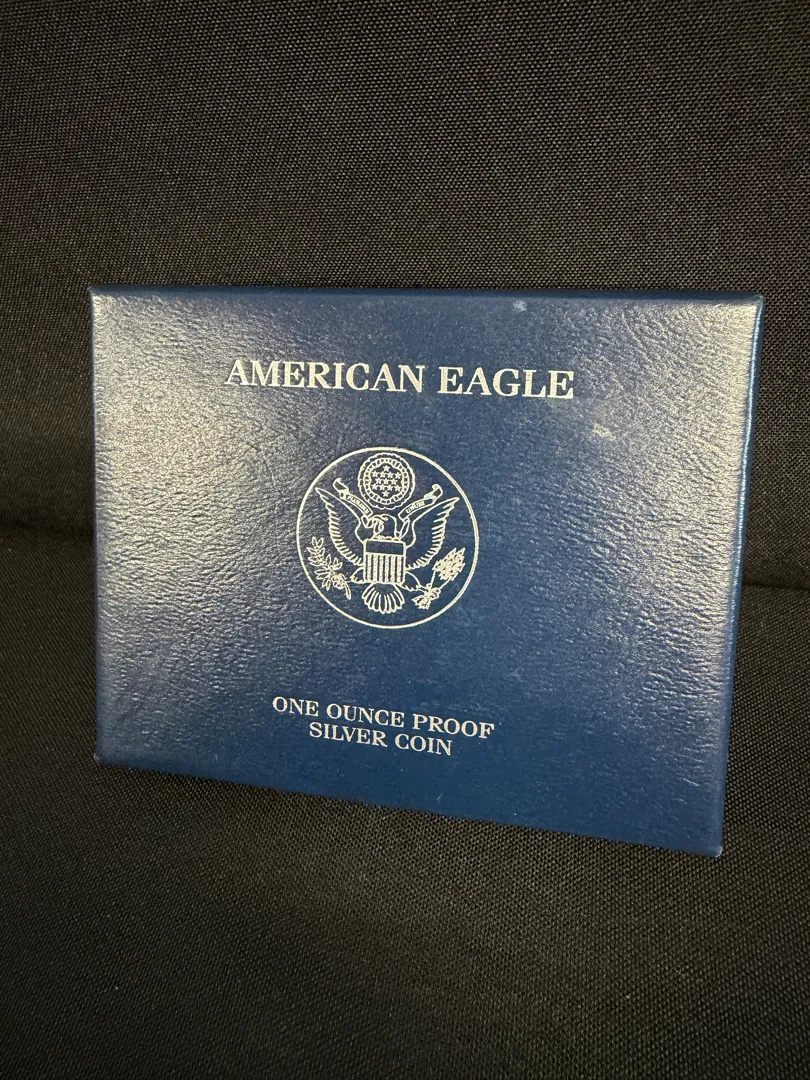 AMERICAN EAGLE
ONE OUNCE PROOF
SILVER COIN